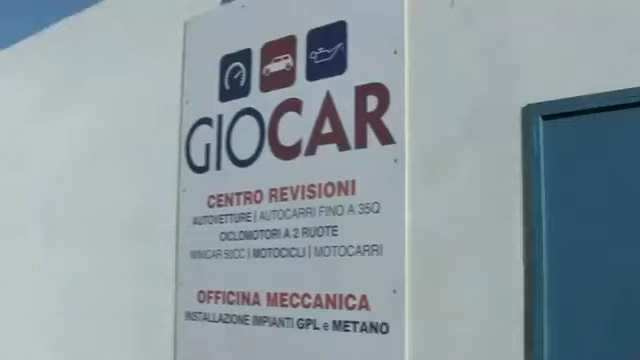 GIOCAR
CENTRO REVISIONI
AUTOVETTURE | AUTOCARRI FINO A 35Q
CICLOMOTORI A 2 RUOTE
MINICAR 50CC | MOTOCICLI | MOTOCARRI
OFFICINA MECCANICA
INSTALLAZIONE IMPIANTI GPL e METANO